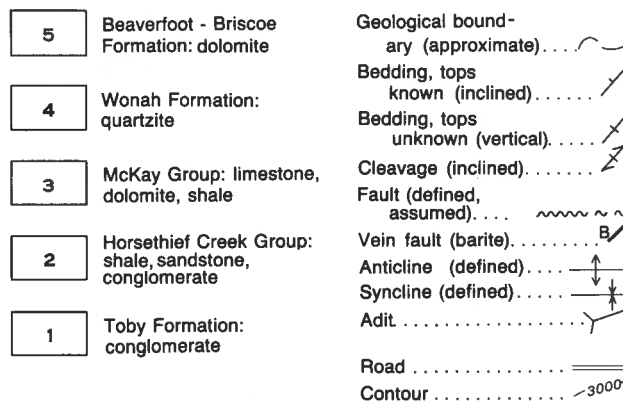 5
Beaverfoot - Briscoe
Formation: dolomite
4
Wonah Formation:
quartzite
3
McKay Group: limestone,
dolomite, shale
2
Horsethief Creek Group:
shale, sandstone,
conglomerate
1
Toby Formation:
conglomerate
Geological bound-
ary (approximate)....
Bedding, tops
known (inclined)......
Bedding, tops
unknown (vertical).....
Cleavage (inclined)......
Fault (defined,
assumed)....
Vein fault (barite)........ B
Anticline (defined).....
Syncline (defined).....
Adit..................
Road ...............
Contour ............. 3000